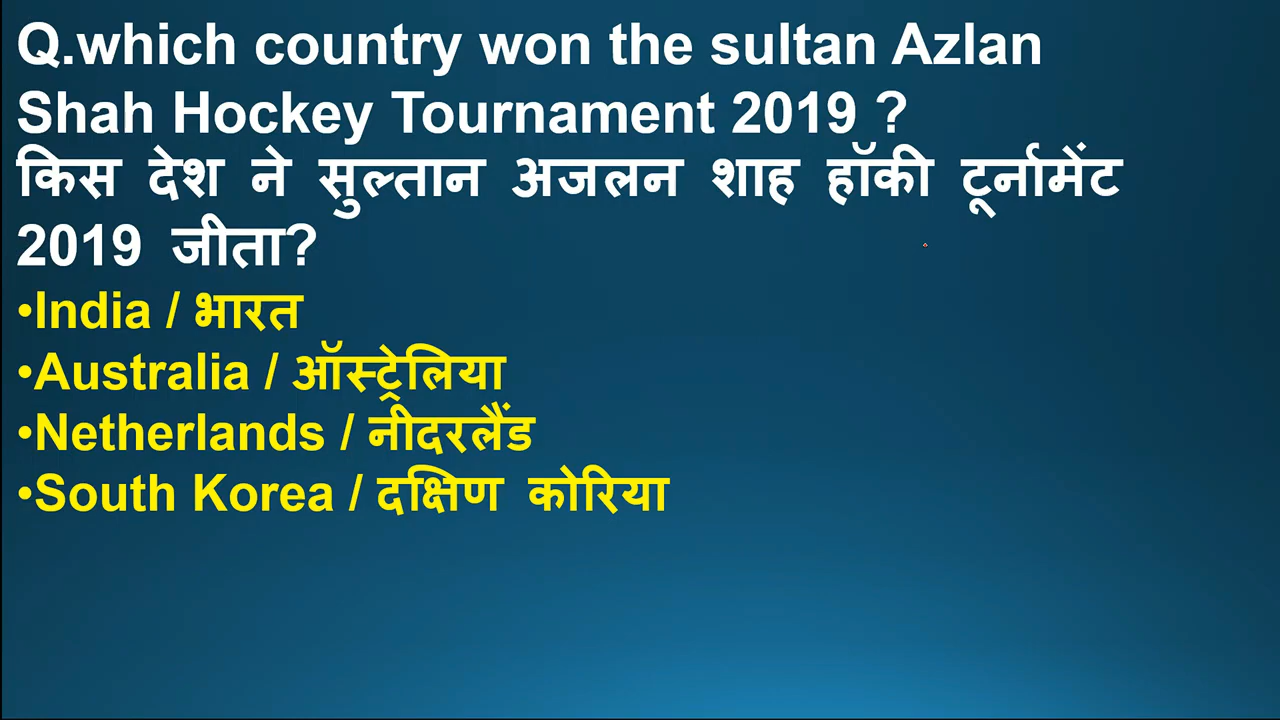 Q.which country won the sultan Azlan
Shah Hockey Tournament 2019 ?
किस देश ने सुल्तान अजलन शाह हॉकी टूर्नामेंट
2019 जीता?
•India / भारत
•Australia / ऑस्ट्रेलिया
•Netherlands / नीदरलैंड
•South Korea / दक्षिण कोरिया